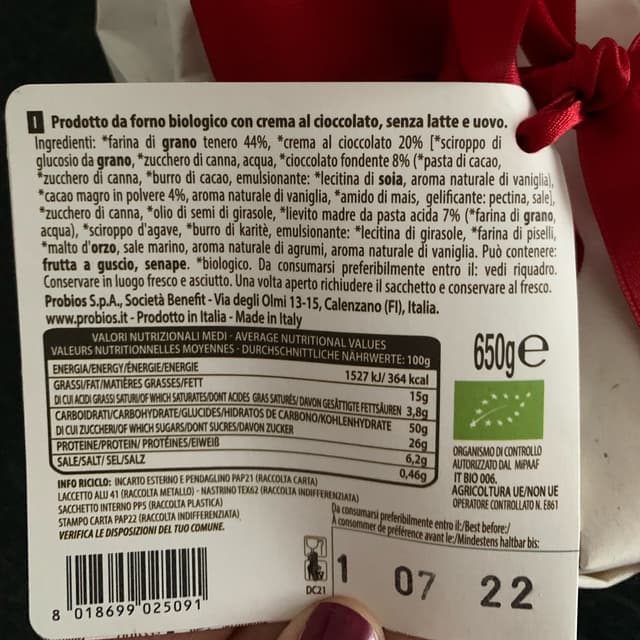 I Prodotto da forno biologico con crema al cioccolato, senza latte e uovo.
Ingredienti: *farina di grano tenero 44%, *crema al cioccolato 20% [*sciroppo di
glucosio da grano, *zucchero di canna, acqua, *cioccolato fondente 8% (*pasta di cacao,
*zucchero di canna, *burro di cacao, emulsionante: *lecitina di soia, aroma naturale di vaniglia),
*cacao magro in polvere 4%, aroma naturale di vaniglia, *amido di mais, gelificante: pectina, sale],
*zucchero di canna, *olio di semi di girasole, *lievito madre da pasta acida 7% (*farina di grano,
acqua), *sciroppo d'agave, *burro di karitè, emulsionante: *lecitina di girasole, *farina di piselli,
*malto d'orzo, sale marino, aroma naturale di agrumi, aroma naturale di vaniglia. Può contenere:
frutta a guscio, senape. *biologico. Da consumarsi preferibilmente entro il: vedi riquadro.
Conservare in luogo fresco e asciutto. Una volta aperto richiudere il sacchetto e conservare al fresco.
Probios S.p.A., Società Benefit - Via degli Olmi 13-15, Calenzano (FI), Italia.
www.probios.it - Prodotto in Italia - Made in Italy
VALORI NUTRIZIONALI MEDI - AVERAGE NUTRITIONAL VALUES
VALEURS NUTRITIONNELLES MOYENNES - DURCHSCHNITTLICHE NÄHRWERTE: 100g
ENERGIA/ENERGY/ÉNERGIE/ENERGIE 1527 kJ/ 364 kcal
GRASSI/FAT/MATIÈRES GRASSES/FETT 15g
DI CUI ACIDI GRASSI SATURI/OF WHICH SATURATES/DONT ACIDES GRAS SATURÉS/DAVON GESÄTTIGTE FETTSÄUREN 3,8g
CARBOIDRATI/CARBOHYDRATE/GLUCIDES/HIDRATOS DE CARBONO/KOHLENHYDRATE 50g
DI CUI ZUCCHERI/OF WHICH SUGARS/DONT SUCRES/DAVON ZUCKER 26g
PROTEINE/PROTEIN/ PROTÉINES/EIWEIß 6,2g
SALE/SALT/ SEL/SALZ 0,46g
650g e
ORGANISMO DI CONTROLLO
AUTORIZZATO DAL MiPAAF
IT BIO 006.
AGRICOLTURA UE/NON UE
OPERATORE CONTROLLATO N. E861
INFO RICICLO: INCARTO ESTERNO E PENDAGLINO PAP21 (RACCOLTA CARTA)
LACCETTO ALU 41 (RACCOLTA METALLO) - NASTRINO TEX62 (RACCOLTA INDIFFERENZIATA)
SACCHETTO INTERNO PP5 (RACCOLTA PLASTICA)
STAMPO CARTA PAP22 (RACCOLTA INDIFFERENZIATA)
VERIFICA LE DISPOSIZIONI DEL TUO COMUNE.
Da consumarsi preferibilmente entro il:/Best before:/
À consommer de préférence avant le:/Mindestens haltbar bis:
1 07 22
DC21
8 018699 025091